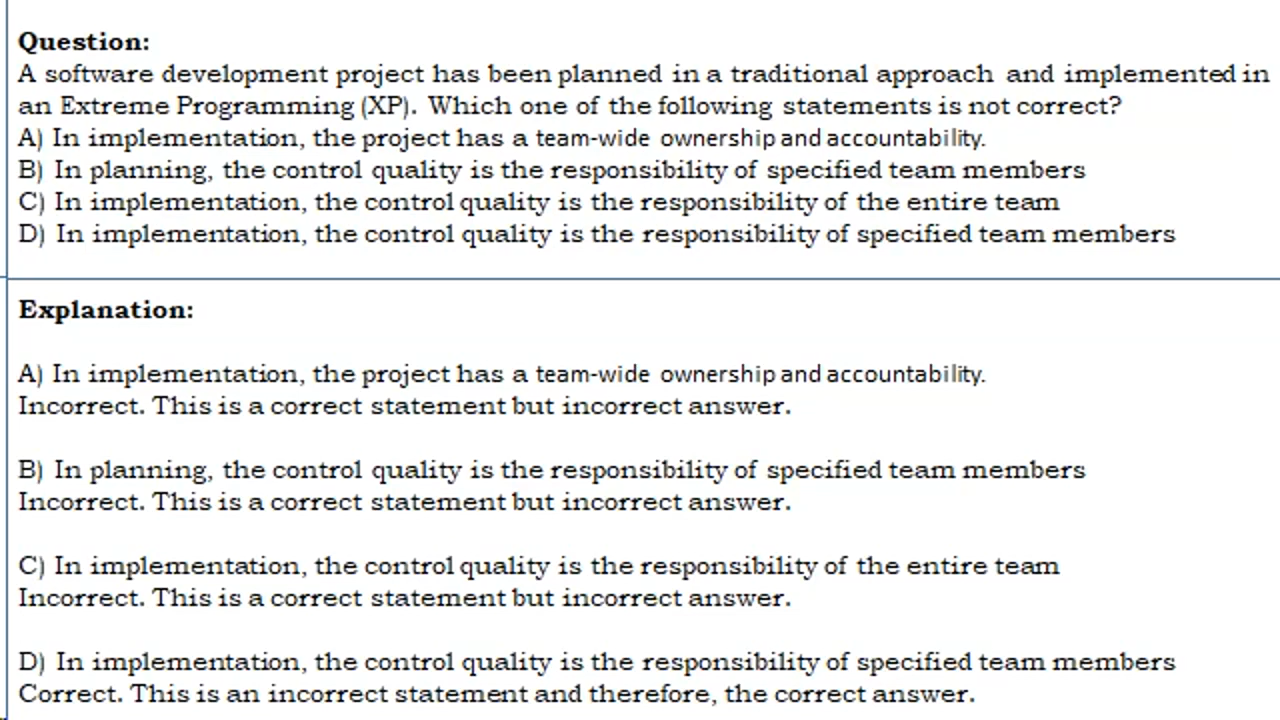 Question:
A software development project has been planned in a traditional approach and implemented in
an Extreme Programming (XP). Which one of the following statements is not correct?
A) In implementation, the project has a team-wide ownership and accountability.
B) In planning, the control quality is the responsibility of specified team members
C) In implementation, the control quality is the responsibility of the entire team
D) In implementation, the control quality is the responsibility of specified team members
Explanation:
A) In implementation, the project has a team-wide ownership and accountability.
Incorrect. This is a correct statement but incorrect answer.
B) In planning, the control quality is the responsibility of specified team members
Incorrect. This is a correct statement but incorrect answer.
C) In implementation, the control quality is the responsibility of the entire team
Incorrect. This is a correct statement but incorrect answer.
D) In implementation, the control quality is the responsibility of specified team members
Correct. This is an incorrect statement and therefore, the correct answer.